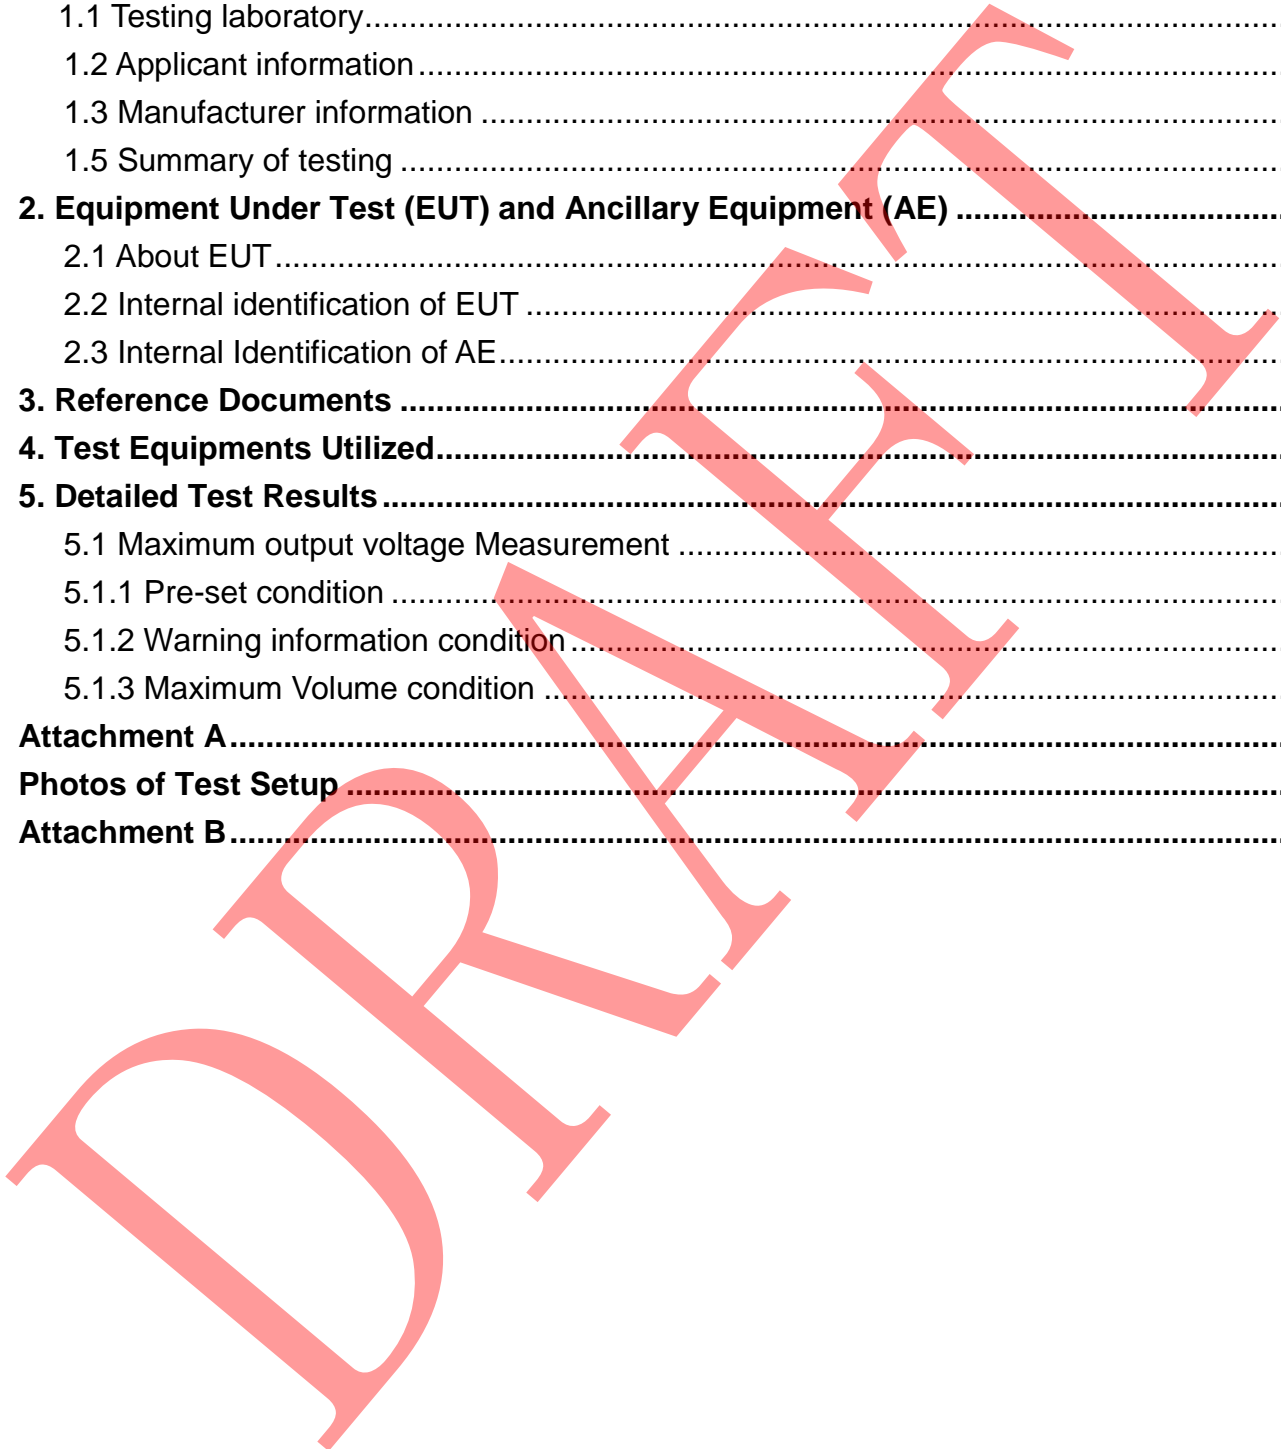 1.1 Testing laboratory........................................................................................................
1.2 Applicant information..................................................................................................
1.3 Manufacturer information...........................................................................................
1.5 Summary of testing....................................................................................................
2. Equipment Under Test (EUT) and Ancillary Equipment (AE)....................................
2.1 About EUT..................................................................................................................
2.2 Internal identification of EUT......................................................................................
2.3 Internal Identification of AE.........................................................................................
3. Reference Documents..................................................................................................
4. Test Equipments Utilized..............................................................................................
5. Detailed Test Results....................................................................................................
5.1 Maximum output voltage Measurement.....................................................................
5.1.1 Pre-set condition.....................................................................................................
5.1.2 Warning information condition.................................................................................
5.1.3 Maximum Volume condition....................................................................................
Attachment A.....................................................................................................................
Photos of Test Setup........................................................................................................
Attachment B.....................................................................................................................
DRAFT